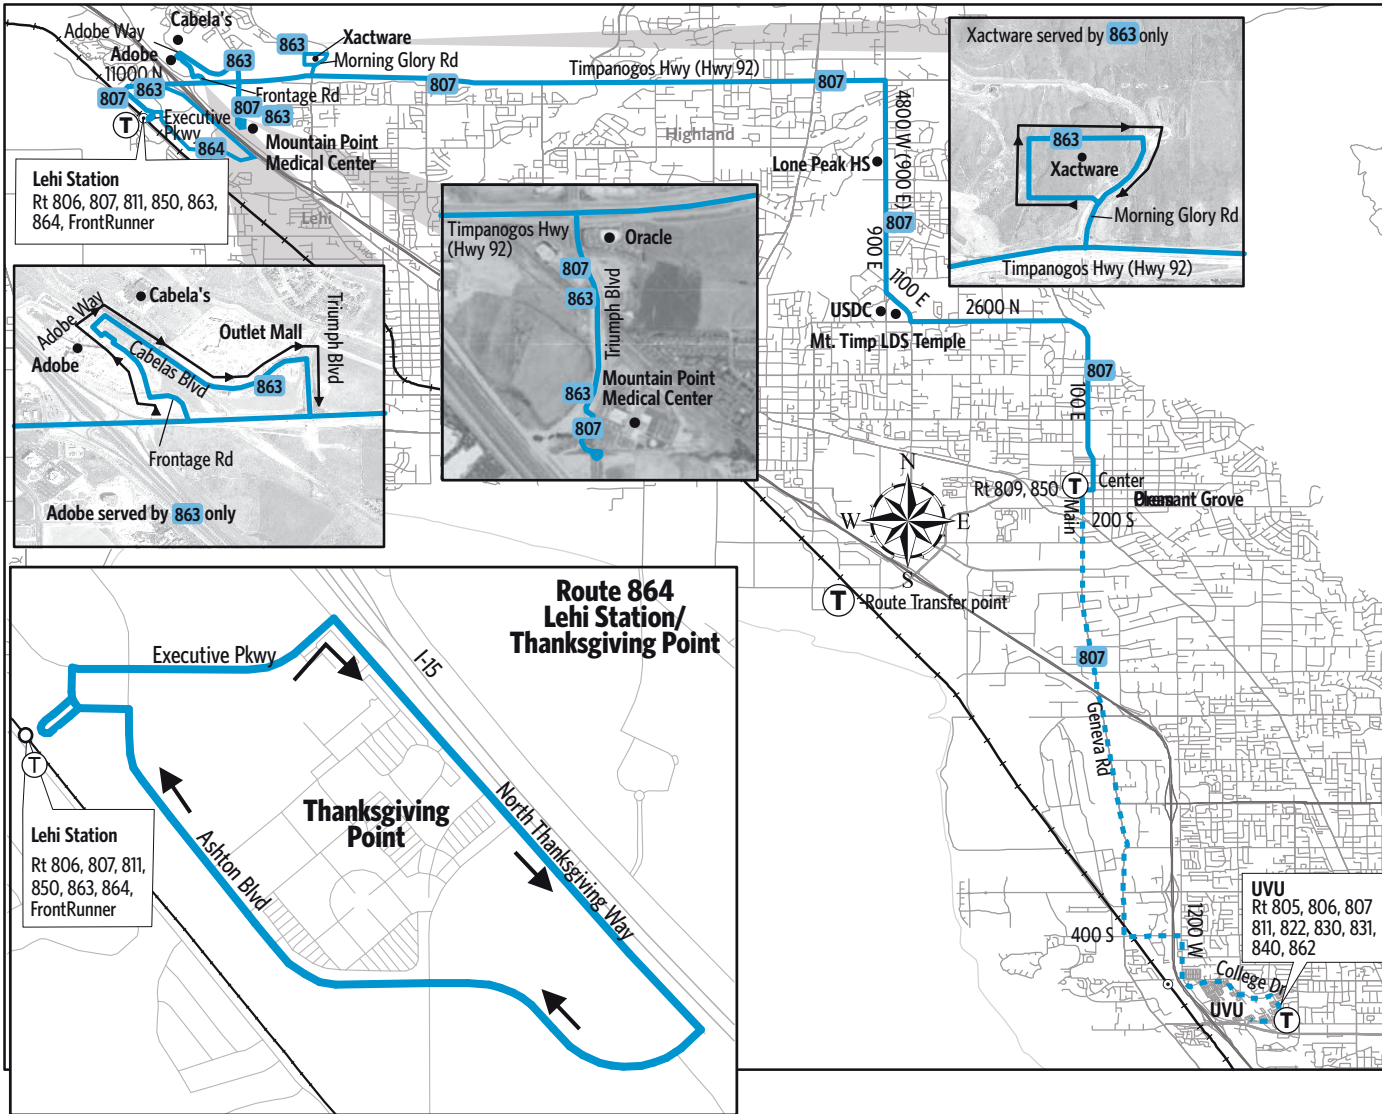 Cabela's
Adobe Way
Adobe
11000 N
863
863
Xactware
Morning Glory Rd
Frontage Rd
863
807
807
863
Executive
Pkwy
864
T
Mountain Point
Medical Center
807
Timpanogos Hwy (Hwy 92)
807
Highland
Lehi
Lehi Station
Rt 806, 807, 811, 850, 863,
864, FrontRunner
4800 W (900 E)
Lone Peak HS
807
900 E
1100 E
USDC
Mt. Timp LDS Temple
2600 N
807
100 E
Xactware served by 863 only
863
Xactware
Morning Glory Rd
Timpanogos Hwy (Hwy 92)
Timpanogos Hwy
(Hwy 92)
Oracle
807
863
Triumph Blvd
Mountain Point
Medical Center
863
807
Cabela's
Adobe Way
Adobe
Outlet Mall
Triumph Blvd
Cabelas Blvd
863
Frontage Rd
Adobe served by 863 only
N
W
E
S
Rt 809, 850
T
Center
Pleasant Grove
Main
200 S
T
-Route Transfer point
807
Geneva Rd
400 S
1200 W
College Dr
UVU
T
UVU
Rt 805, 806, 807
811, 822, 830, 831,
840, 862
Route 864
Lehi Station/
Thanksgiving Point
Executive Pkwy
I-15
North Thanksgiving Way
Thanksgiving
Point
Ashton Blvd
T
Lehi Station
Rt 806, 807, 811,
850, 863, 864,
FrontRunner